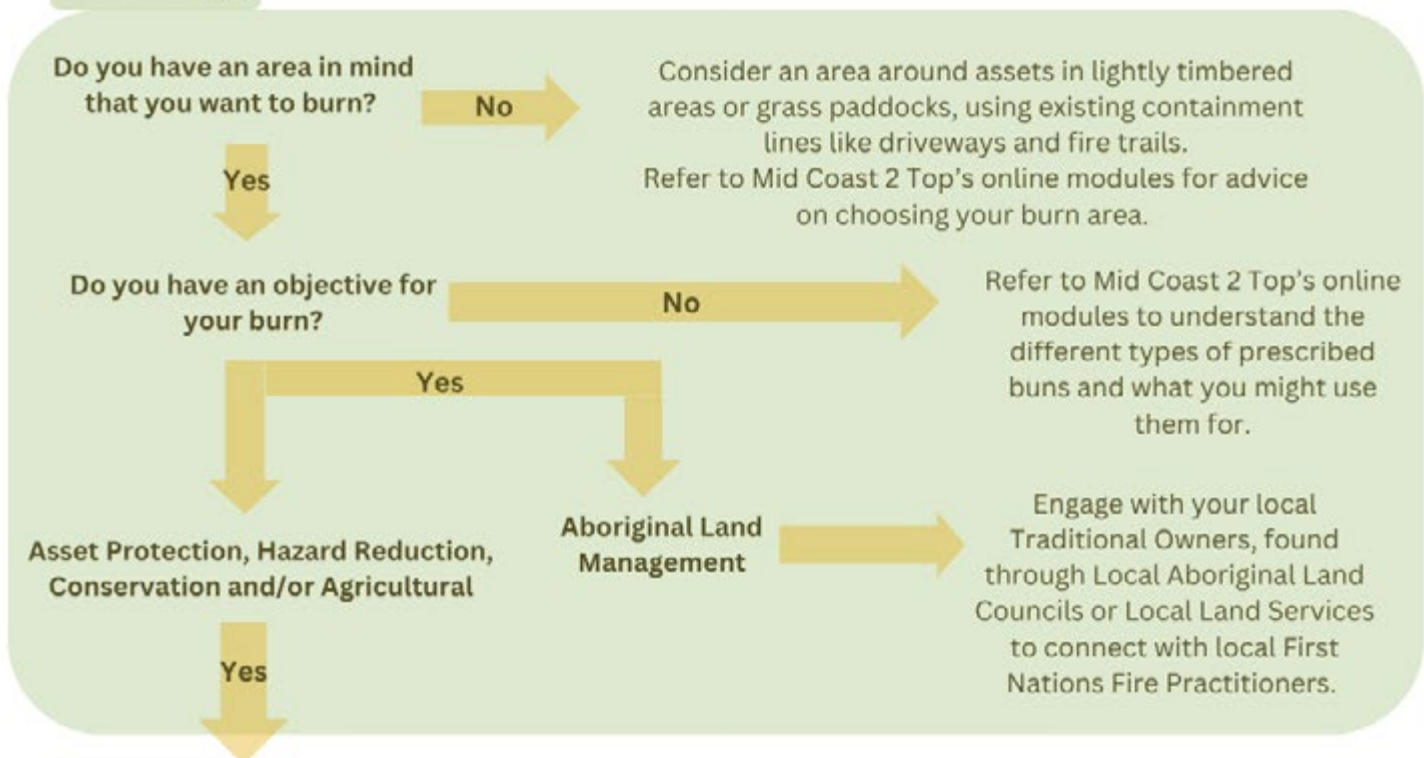 Do you have an area in mind
that you want to burn?
No
Consider an area around assets in lightly timbered
areas or grass paddocks, using existing containment
lines like driveways and fire trails.
Refer to Mid Coast 2 Top's online modules for advice
on choosing your burn area.
Yes
Do you have an objective for
your burn?
No
Refer to Mid Coast 2 Top's online
modules to understand the
different types of prescribed
buns and what you might use
them for.
Yes
Asset Protection, Hazard Reduction,
Conservation and/or Agricultural
Aboriginal Land
Management
Engage with your local
Traditional Owners, found
through Local Aboriginal Land
Councils or Local Land Services
to connect with local First
Nations Fire Practitioners.
Yes